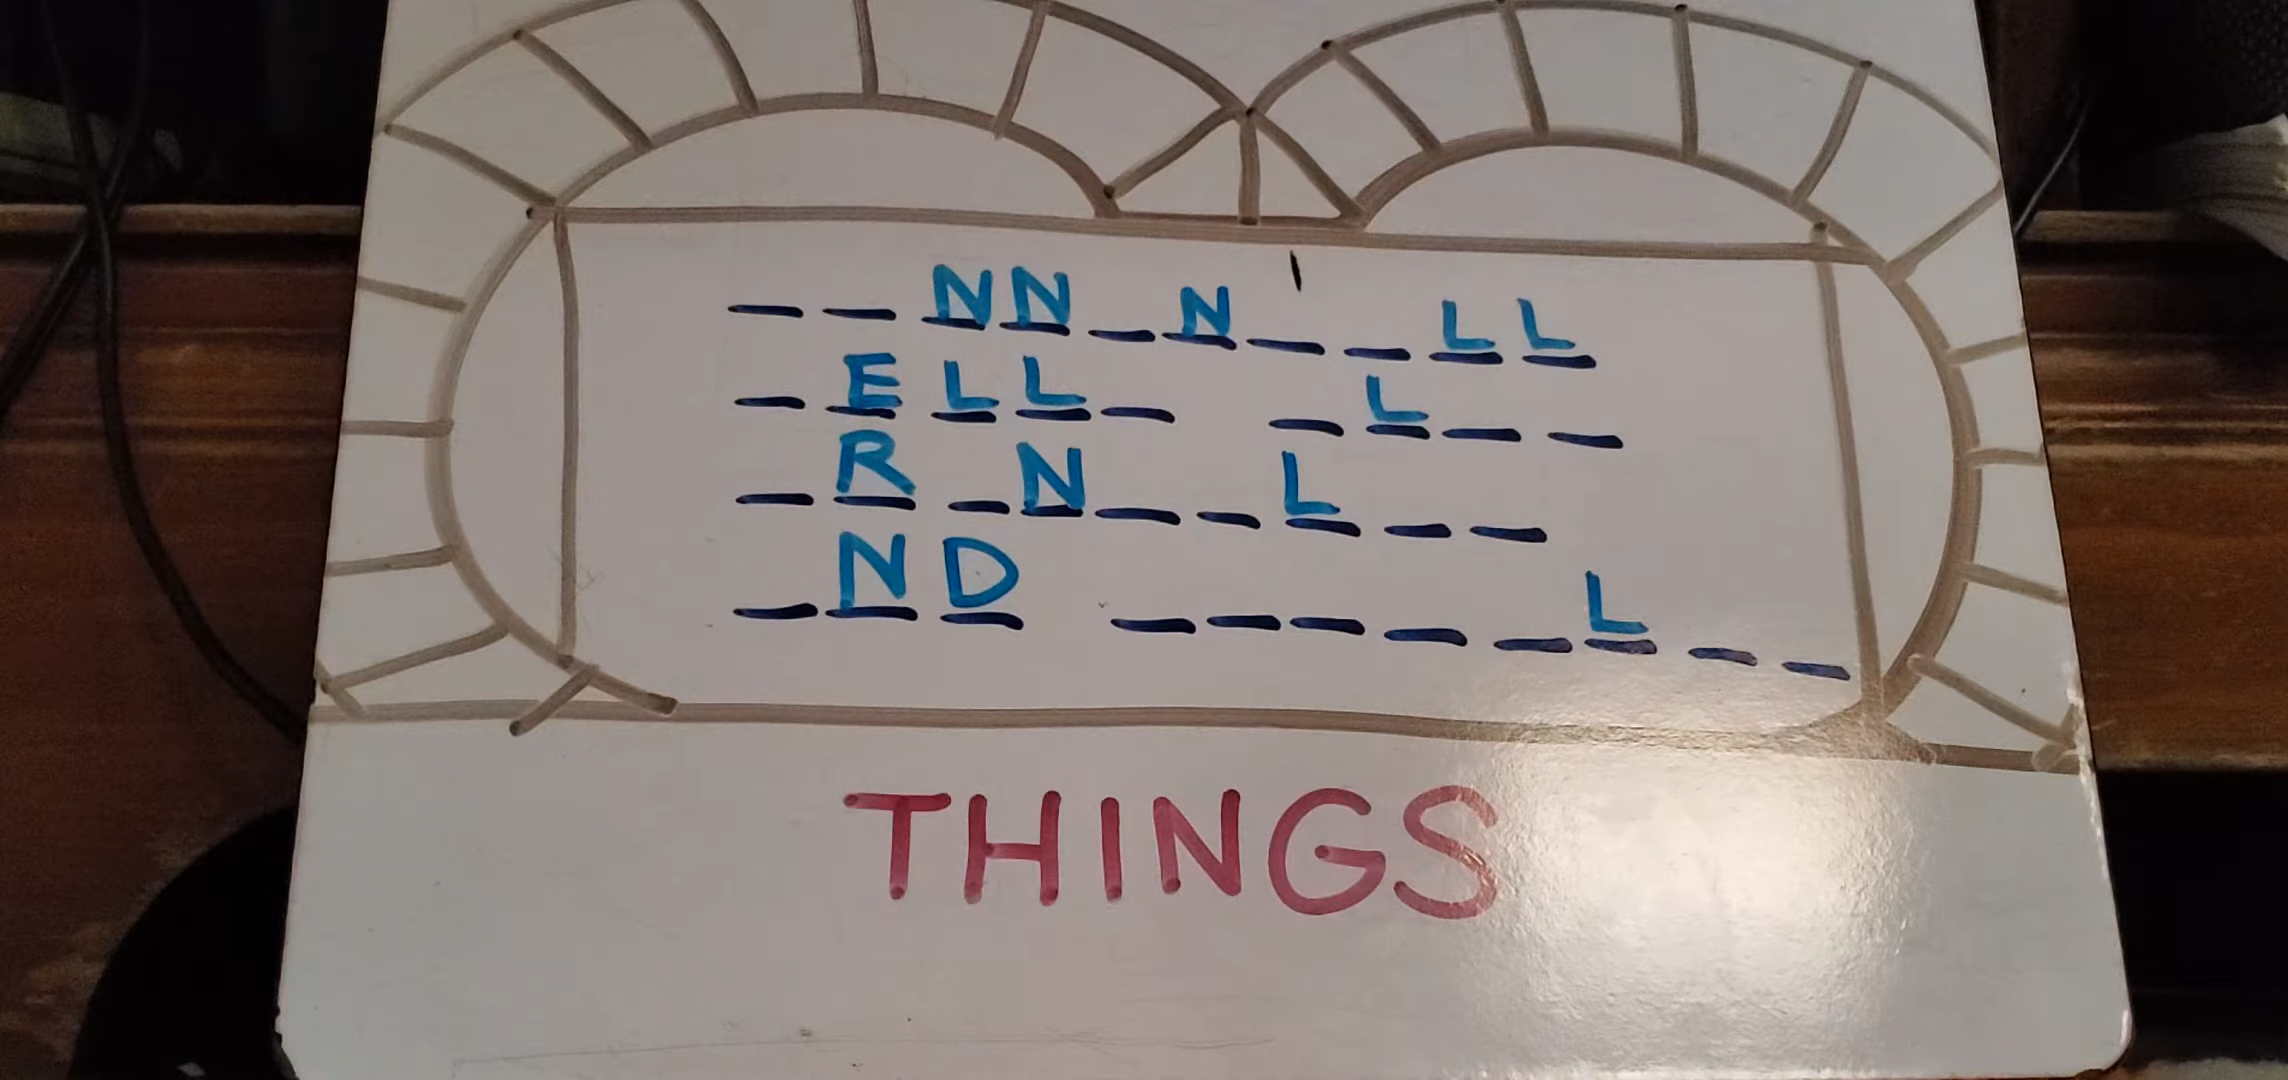 _ _ N N _ N _ ' _ L L
_ E L L _ _ L _ _
_ R _ N _ _ L _ _
_ N D _ _ _ _ _ L _ _
THINGS